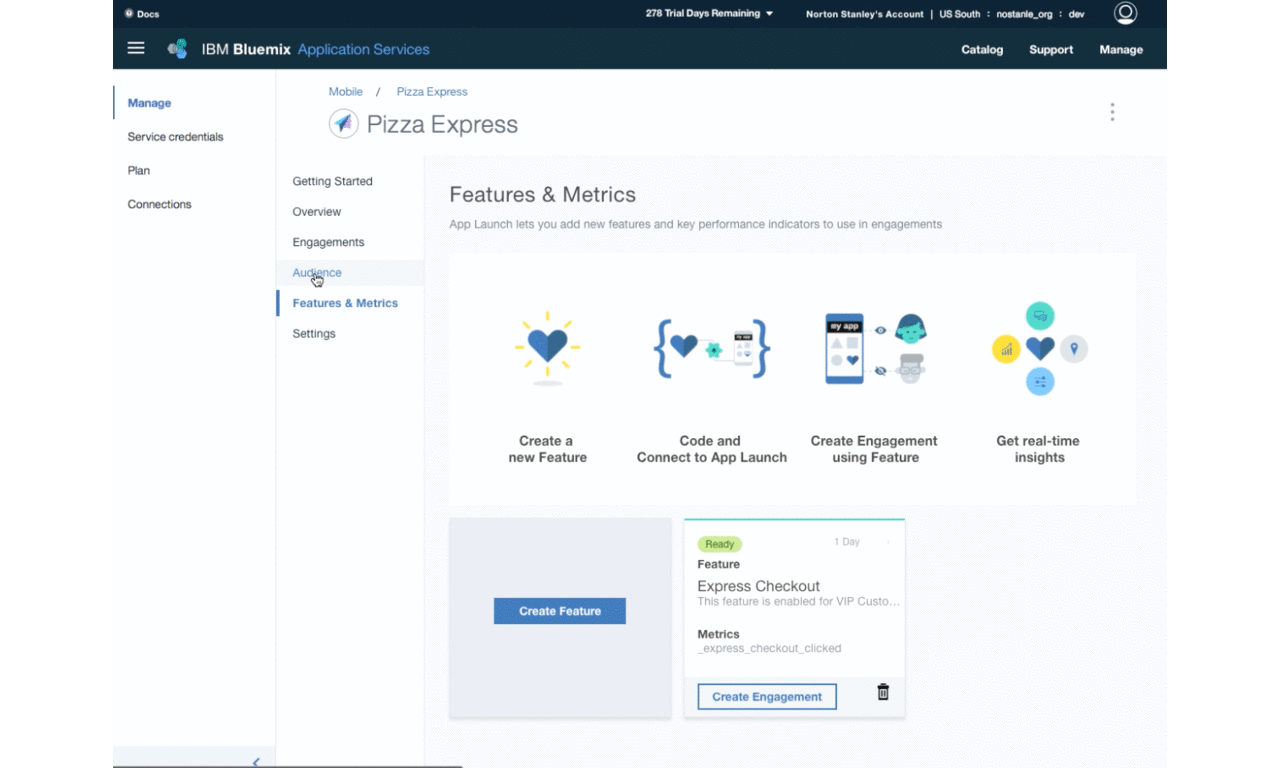 Docs
278 Trial Days Remaining
Norton Stanley's Account | US South : nostanle_org : dev
IBM Bluemix Application Services
Catalog
Support
Manage
Manage
Service credentials
Plan
Connections
Mobile / Pizza Express
Pizza Express
Getting Started
Overview
Engagements
Audience
Features & Metrics
Settings
Features & Metrics
App Launch lets you add new features and key performance indicators to use in engagements
my app
Create a
new Feature
Code and
Connect to App Launch
Create Engagement
using Feature
Get real-time
insights
Create Feature
Ready
1 Day
Feature
Express Checkout
This feature is enabled for VIP Custo...
Metrics
_express_checkout_clicked
Create Engagement